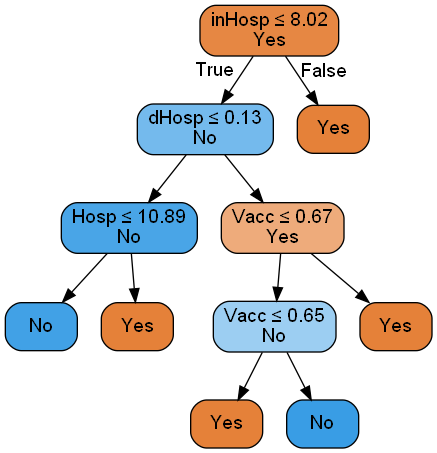 inHosp ≤ 8.02
Yes
True
False
dHosp ≤ 0.13
No
Yes
Hosp ≤ 10.89
No
Vacc ≤ 0.67
Yes
No
Yes
Vacc ≤ 0.65
No
Yes
Yes
No